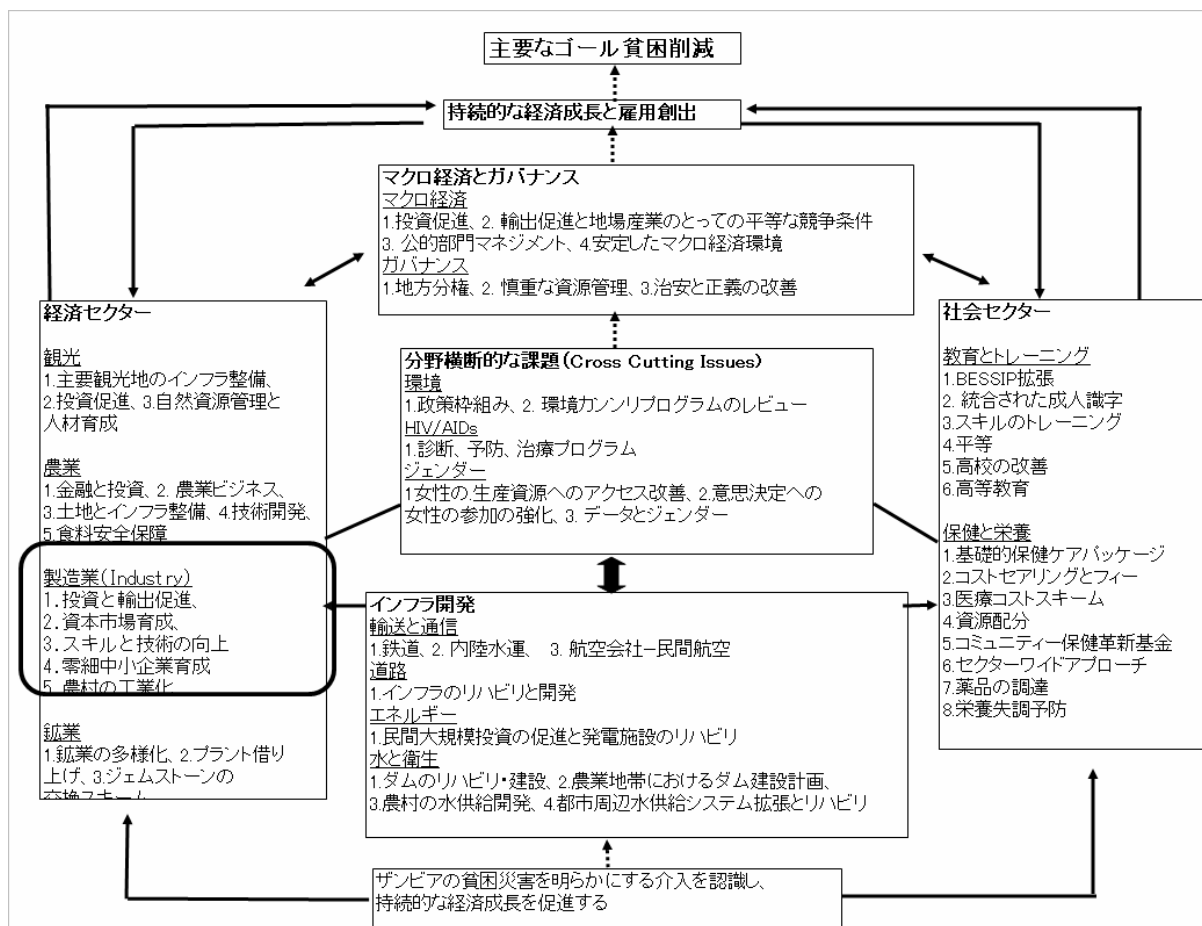 主要なゴール貧困削減
持続的な経済成長と雇用創出
マクロ経済とガバナンス
マクロ経済
1.投資促進、2. 輸出促進と地場産業のとっての平等な競争条件
3. 公的部門マネジメント、4.安定したマクロ経済環境
ガバナンス
1.地方分権、2. 慎重な資源管理、3.治安と正義の改善
経済セクター
観光
1.主要観光地のインフラ整備、
2.投資促進、3.自然資源管理と
人材育成
農業
1.金融と投資、2. 農業ビジネス、
3.土地とインフラ整備、4.技術開発、
5.食料安全保障
製造業(Industry)
1.投資と輸出促進、
2.資本市場育成、
3.スキルと技術の向上
4.零細中小企業育成
5.農村の工業化
鉱業
1.鉱業の多様化、2.プラント借り
上げ、3.ジェムストーンの
交換スキーム
分野横断的な課題(Cross Cutting Issues)
環境
1.政策枠組み、2. 環境カンンリプログラムのレビュー
HIV/AIDs
1.診断、予防、治療プログラム
ジェンダー
1女性の.生産資源へのアクセス改善、2.意思決定への
女性の参加の強化、3. データとジェンダー
インフラ開発
輸送と通信
1.鉄道、2. 内陸水運、 3. 航空会社−民間航空
道路
1.インフラのリハビリと開発
エネルギー
1.民間大規模投資の促進と発電施設のリハビリ
水と衛生
1.ダムのリハビリ・建設、2.農業地帯におけるダム建設計画、
3.農村の水供給開発、4.都市周辺水供給システム拡張とリハビリ
社会セクター
教育とトレーニング
1.BESSIP拡張
2. 統合された成人識字
3.スキルのトレーニング
4.平等
5.高校の改善
6.高等教育
保健と栄養
1.基礎的保健ケアパッケージ
2.コストセアリングとフィー
3.医療コストスキーム
4.資源配分
5.コミュニティー保健革新基金
6.セクターワイドアプローチ
7.薬品の調達
8.栄養失調予防
ザンビアの貧困災害を明らかにする介入を認識し、
持続的な経済成長を促進する